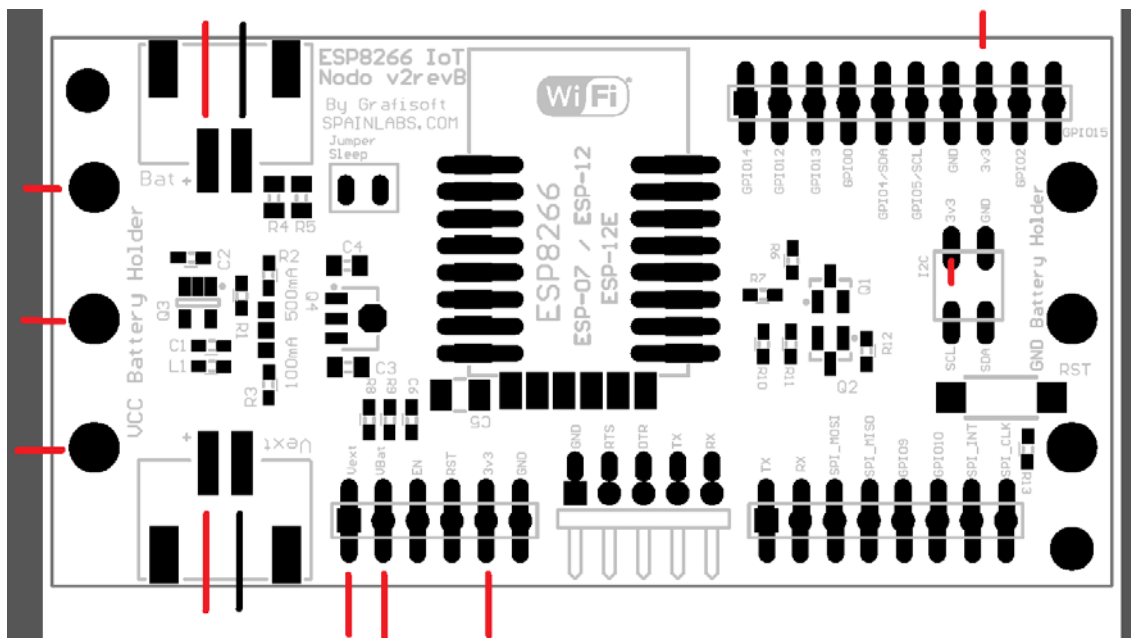 ESP8266 IoT
Nodo v2revB
By Grafisoft
SPAINLABS.COM
Jumper
Sleep
WiFi
Bat +
R4
R5
ESP8266
ESP-07 / ESP-12
ESP-12E
GPIO14
GPIO12
GPIO13
GPIO0
GPIO4/SDA
GPIO5/SCL
GND
3v3
GPIO2
GPIO15
VCC Battery Holder
C2
Q3
R1
C1
L1
R2
500mA
100mA
R3
C4
Q4
C3
R8
R9
C6
C5
R6
R7
Q1
R10
R11
Q2
R12
3v3
GND
I2C
SCL
SDA
GND Battery Holder
RST
R13
+
Vext
Vext
VBat
EN
RST
3v3
GND
GND
RTS
DTR
TX
RX
TX
RX
SPI_MOSI
SPI_MISO
GPIO9
GPIO10
SPI_INT
SPI_CLK